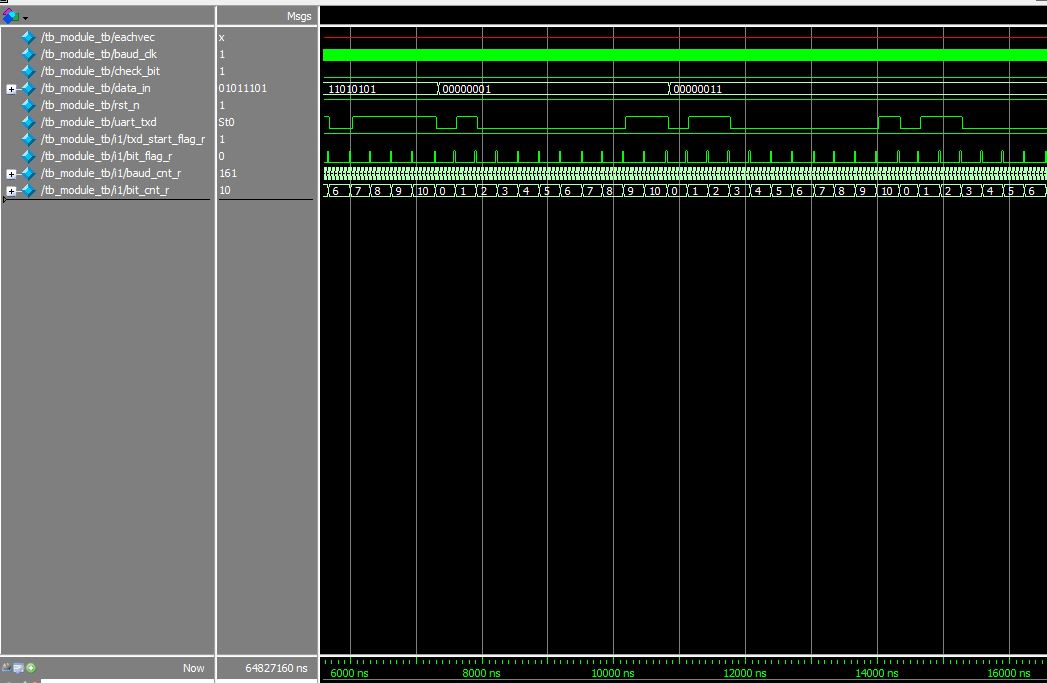 Msgs
/tb_module_tb/eachvec x
/tb_module_tb/baud_clk 1
/tb_module_tb/check_bit 1
/tb_module_tb/data_in 01011101 11010101 00000001 00000011
/tb_module_tb/rst_n 1
/tb_module_tb/uart_txd St0
/tb_module_tb/i1/txd_start_flag_r 1
/tb_module_tb/i1/bit_flag_r 0
/tb_module_tb/i1/baud_cnt_r 161
/tb_module_tb/i1/bit_cnt_r 10 6 7 8 9 10 0 1 2 3 4 5 6 7 8 9 10 0 1 2 3 4 5 6 7 8 9 10 0 1 2 3 4 5 6
Now 64827160 ns 6000 ns 8000 ns 10000 ns 12000 ns 14000 ns 16000 ns